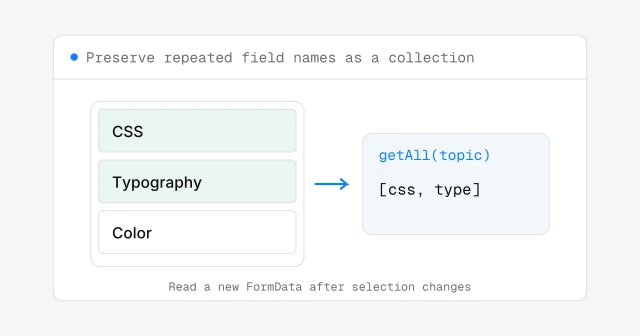 Preserve repeated field names as a collection
CSS
Typography
Color
getAll(topic)
[css, type]
Read a new FormData after selection changes